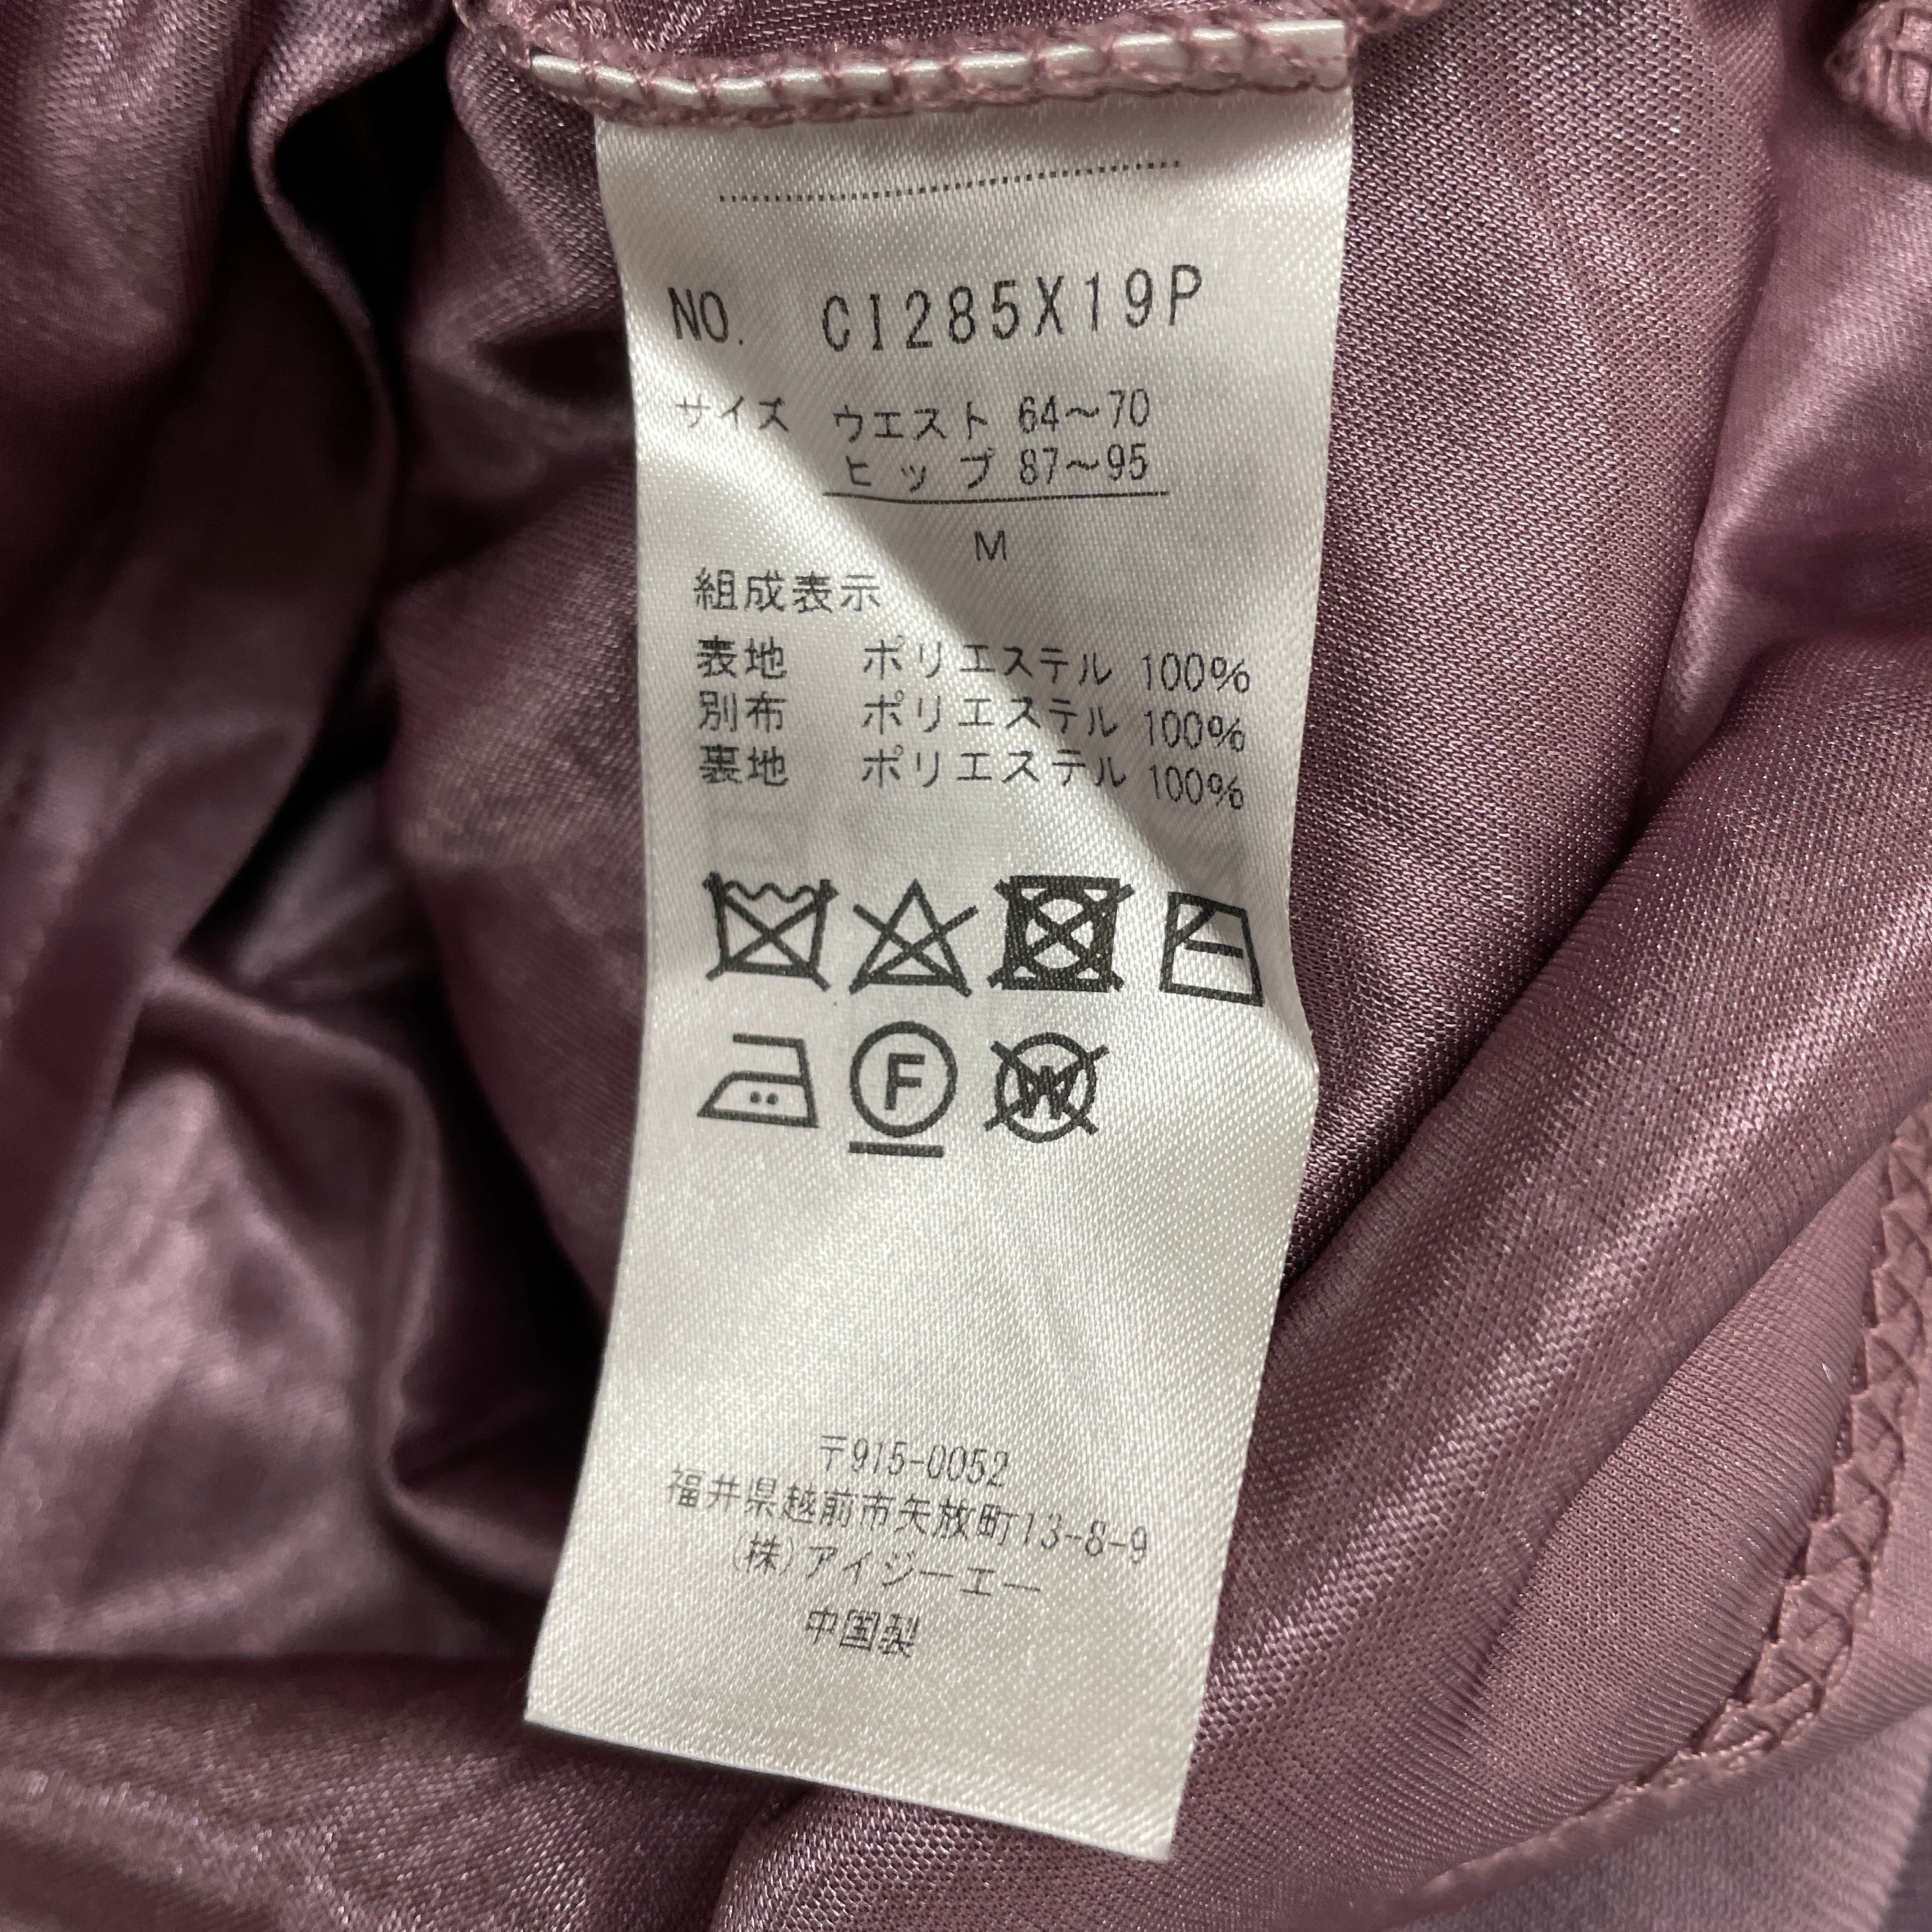 NO. C1285X19P
サイズ ウエスト 64〜70
ヒップ 87〜95
M
組成表示
表地 ポリエステル 100%
別布 ポリエステル 100%
裏地 ポリエステル 100%
F
W
〒915-0052
福井県越前市矢放町13-8-9
(株)アイジーエー
中国製